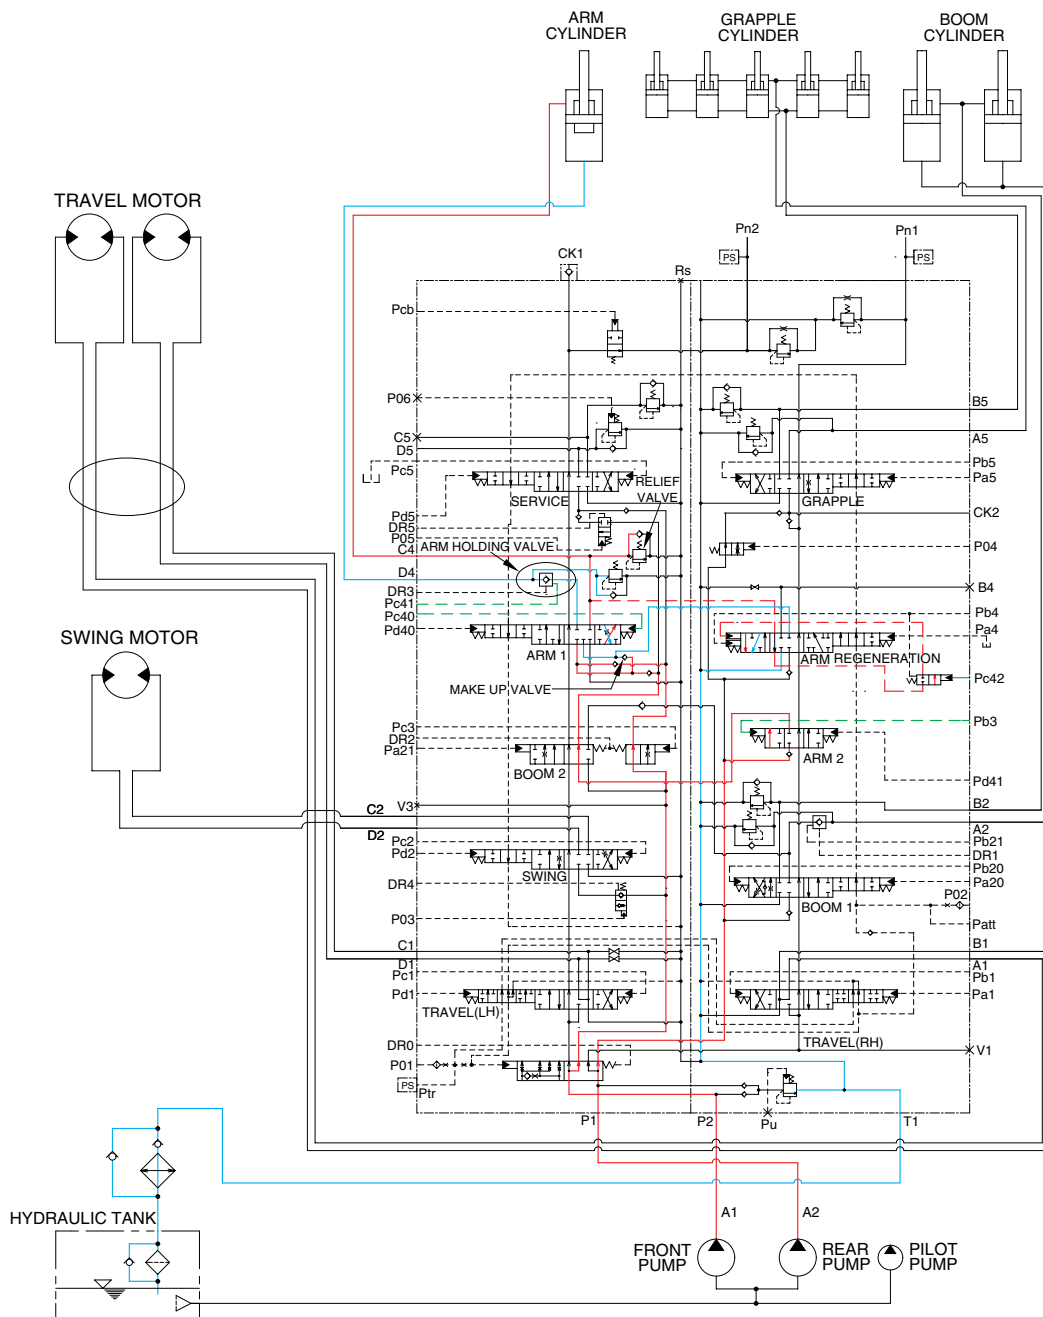 ARM
CYLINDER
GRAPPLE
CYLINDER
BOOM
CYLINDER
TRAVEL MOTOR
Pn2
Pn1
PS
PS
CK1
Rs
Pcb
P06
C5
D5
Pc5
Pd5
DR5
P05
C4
D4
DR3
Pc41
Pc40
Pd40
SERVICE
RELIEF
VALVE
ARM HOLDING VALVE
ARM 1
MAKE UP VALVE
B5
A5
Pb5
Pa5
GRAPPLE
CK2
P04
B4
Pb4
Pa4
E
ARM REGENERATION
Pc42
SWING MOTOR
Pc3
DR2
Pa21
BOOM 2
Pb3
ARM 2
Pd41
V3
C2
D2
C2
D2
Pc2
Pd2
SWING
DR4
P03
B2
A2
Pb21
DR1
Pb20
Pa20
BOOM 1
P02
Patt
C1
D1
Pc1
Pd1
TRAVEL(LH)
B1
A1
Pb1
Pa1
TRAVEL(RH)
DR0
P01
PS
Ptr
V1
P1
P2
Pu
T1
HYDRAULIC TANK
A1
A2
FRONT
PUMP
REAR
PUMP
PILOT
PUMP